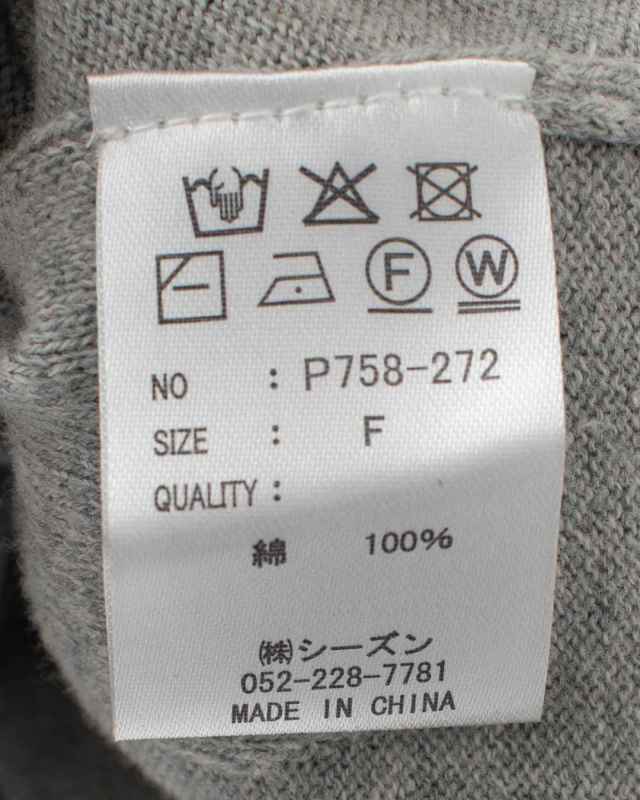 F W
NO : P758-272
SIZE : F
QUALITY :
綿 100%
㈱シーズン
052-228-7781
MADE IN CHINA